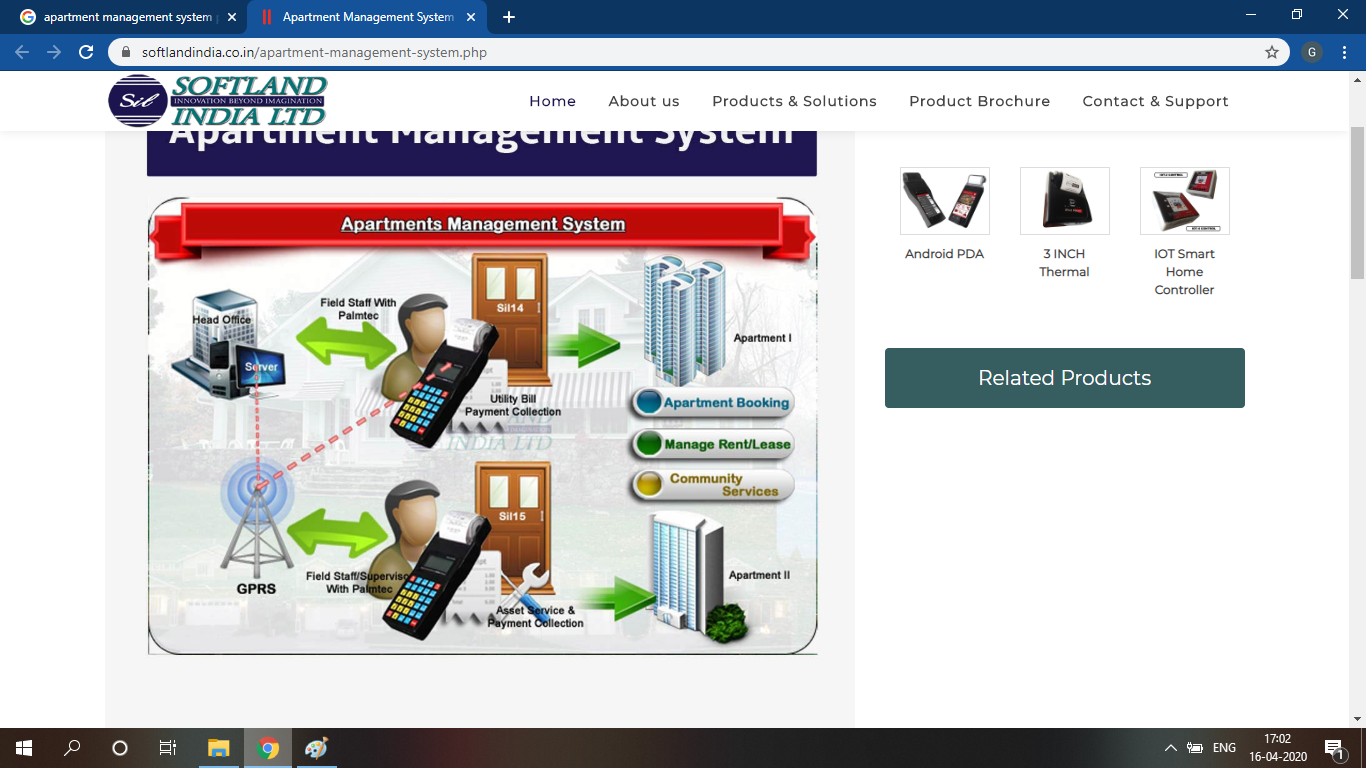 apartment management system
Apartment Management System
softlandindia.co.in/apartment-management-system.php
G
Sil
SOFTLAND
INNOVATION BEYOND IMAGINATION
INDIA LTD
Home
About us
Products & Solutions
Product Brochure
Contact & Support
Apartment Management System
Apartments Management System
Head Office
Server
Field Staff With
Palmtec
Sil14
Apartment I
Utility Bill
Payment Collection
Apartment Booking
Manage Rent/Lease
Community
Services
INDIA LTD
GPRS
Sil15
Field Staff/Superviso
With Palmtec
Asset Service &
Payment Collection
Apartment II
Android PDA
3 INCH
Thermal
IOT Smart
Home
Controller
Related Products
ENG
17:02
16-04-2020
1